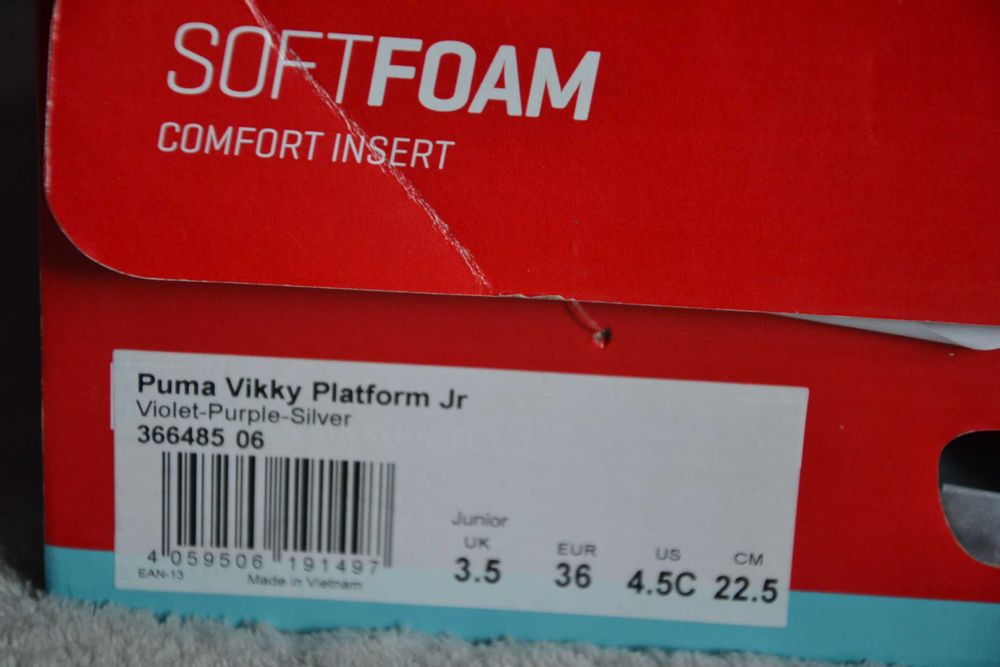 SOFTFOAM
COMFORT INSERT
Puma Vikky Platform Jr
Violet-Purple-Silver
366485 06
4 059506 191497
EAN-13 Made in Vietnam
Junior
UK EUR US CM
3.5 36 4.5C 22.5